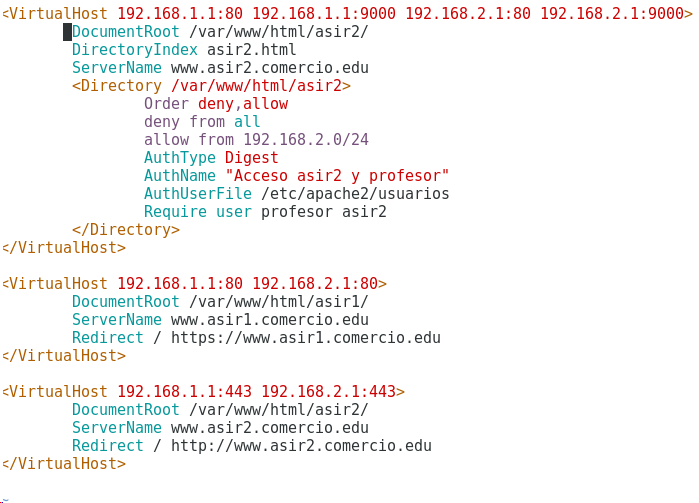 <VirtualHost 192.168.1.1:80 192.168.1.1:9000 192.168.2.1:80 192.168.2.1:9000>
DocumentRoot /var/www/html/asir2/
DirectoryIndex asir2.html
ServerName www.asir2.comercio.edu
<Directory /var/www/html/asir2>
Order deny,allow
deny from all
allow from 192.168.2.0/24
AuthType Digest
AuthName "Acceso asir2 y profesor"
AuthUserFile /etc/apache2/usuarios
Require user profesor asir2
</Directory>
</VirtualHost>
<VirtualHost 192.168.1.1:80 192.168.2.1:80>
DocumentRoot /var/www/html/asir1/
ServerName www.asir1.comercio.edu
Redirect / https://www.asir1.comercio.edu
</VirtualHost>
<VirtualHost 192.168.1.1:443 192.168.2.1:443>
DocumentRoot /var/www/html/asir2/
ServerName www.asir2.comercio.edu
Redirect / http://www.asir2.comercio.edu
</VirtualHost>
~